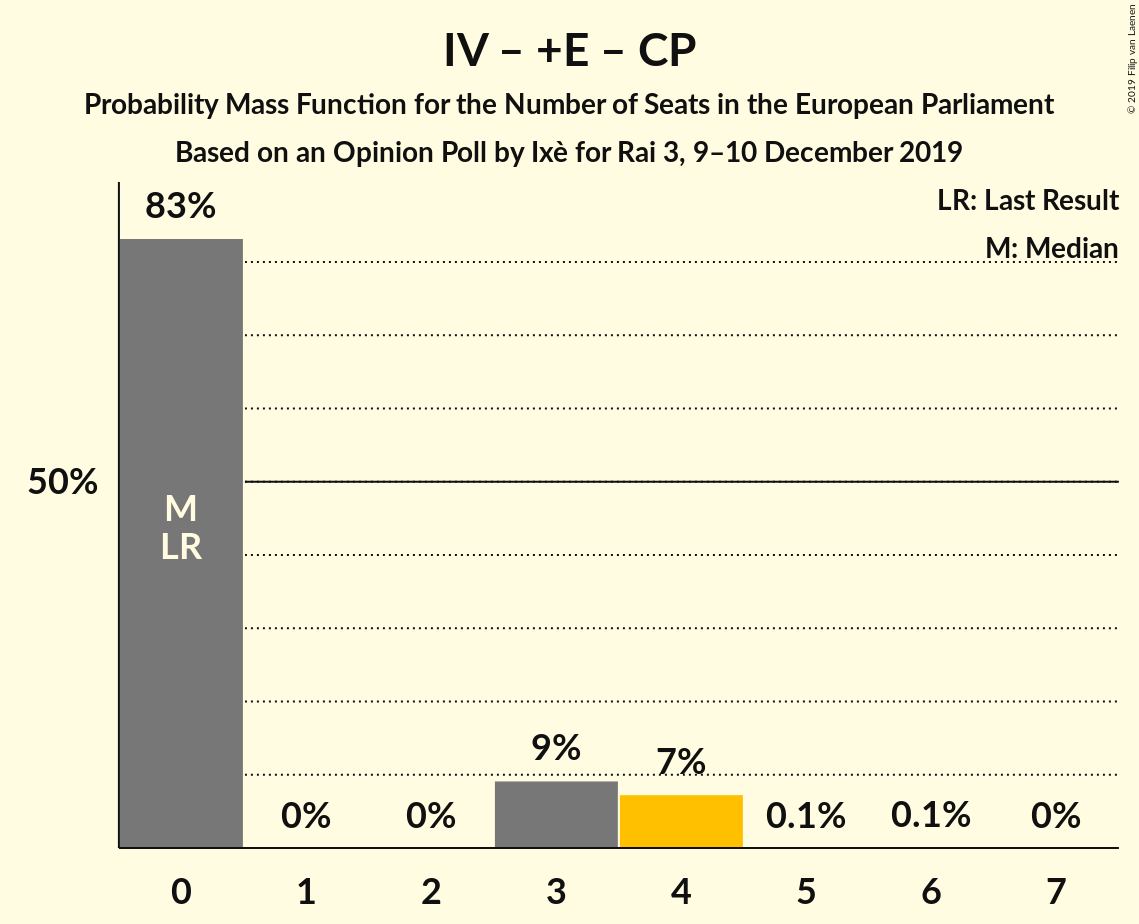 IV – +E – CP
Probability Mass Function for the Number of Seats in the European Parliament
Based on an Opinion Poll by Ixè for Rai 3, 9–10 December 2019
© 2019 Filip van Laenen
LR: Last Result
M: Median
83%
50%
M
LR
0%
0%
9%
7%
0.1%
0.1%
0%
0 1 2 3 4 5 6 7